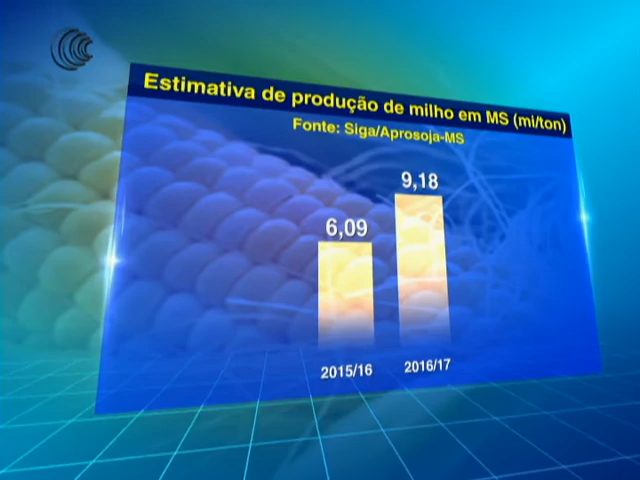 Estimativa de produção de milho em MS (mi/ton)
Fonte: Siga/Aprosoja-MS
9,18
6,09
2015/16 2016/17